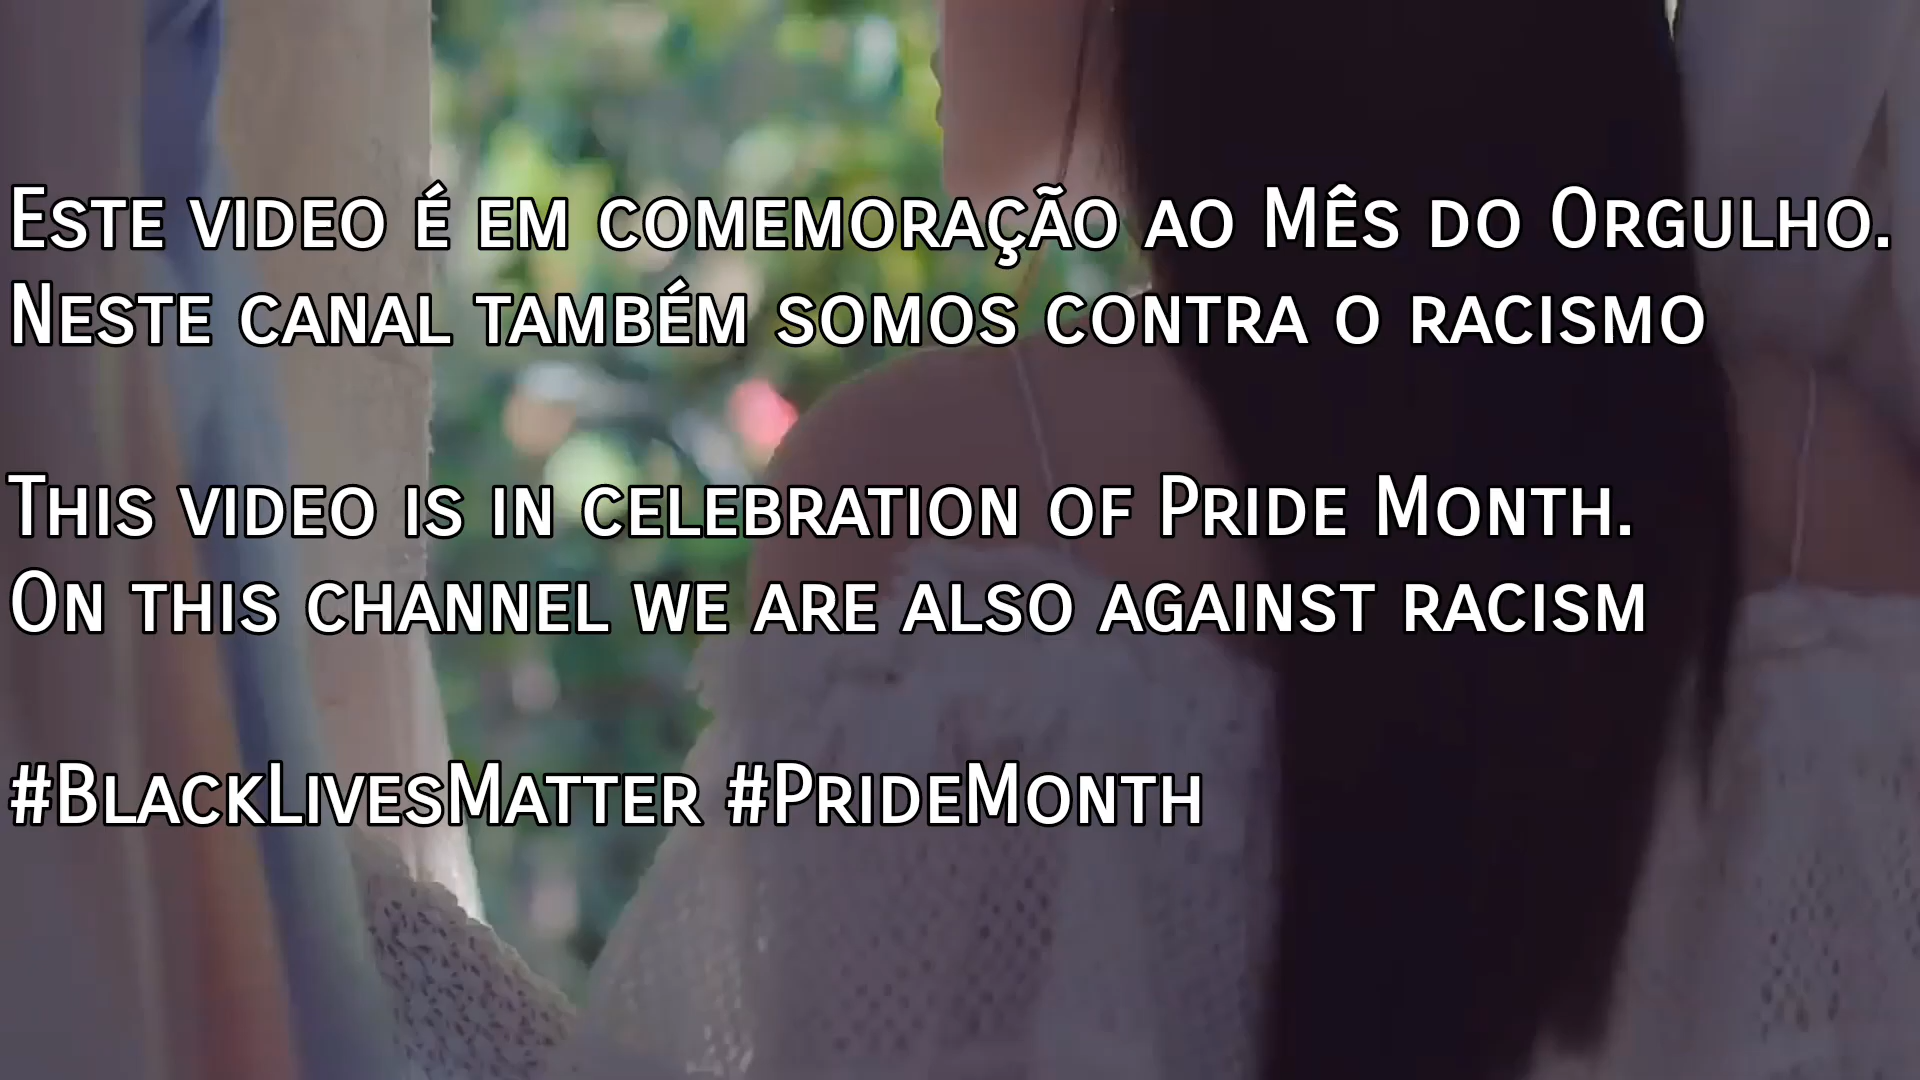 Este video é em comemoração ao Mês do Orgulho.
Neste canal também somos contra o racismo
This video is in celebration of Pride Month.
On this channel we are also against racism
#BlackLivesMatter #PrideMonth